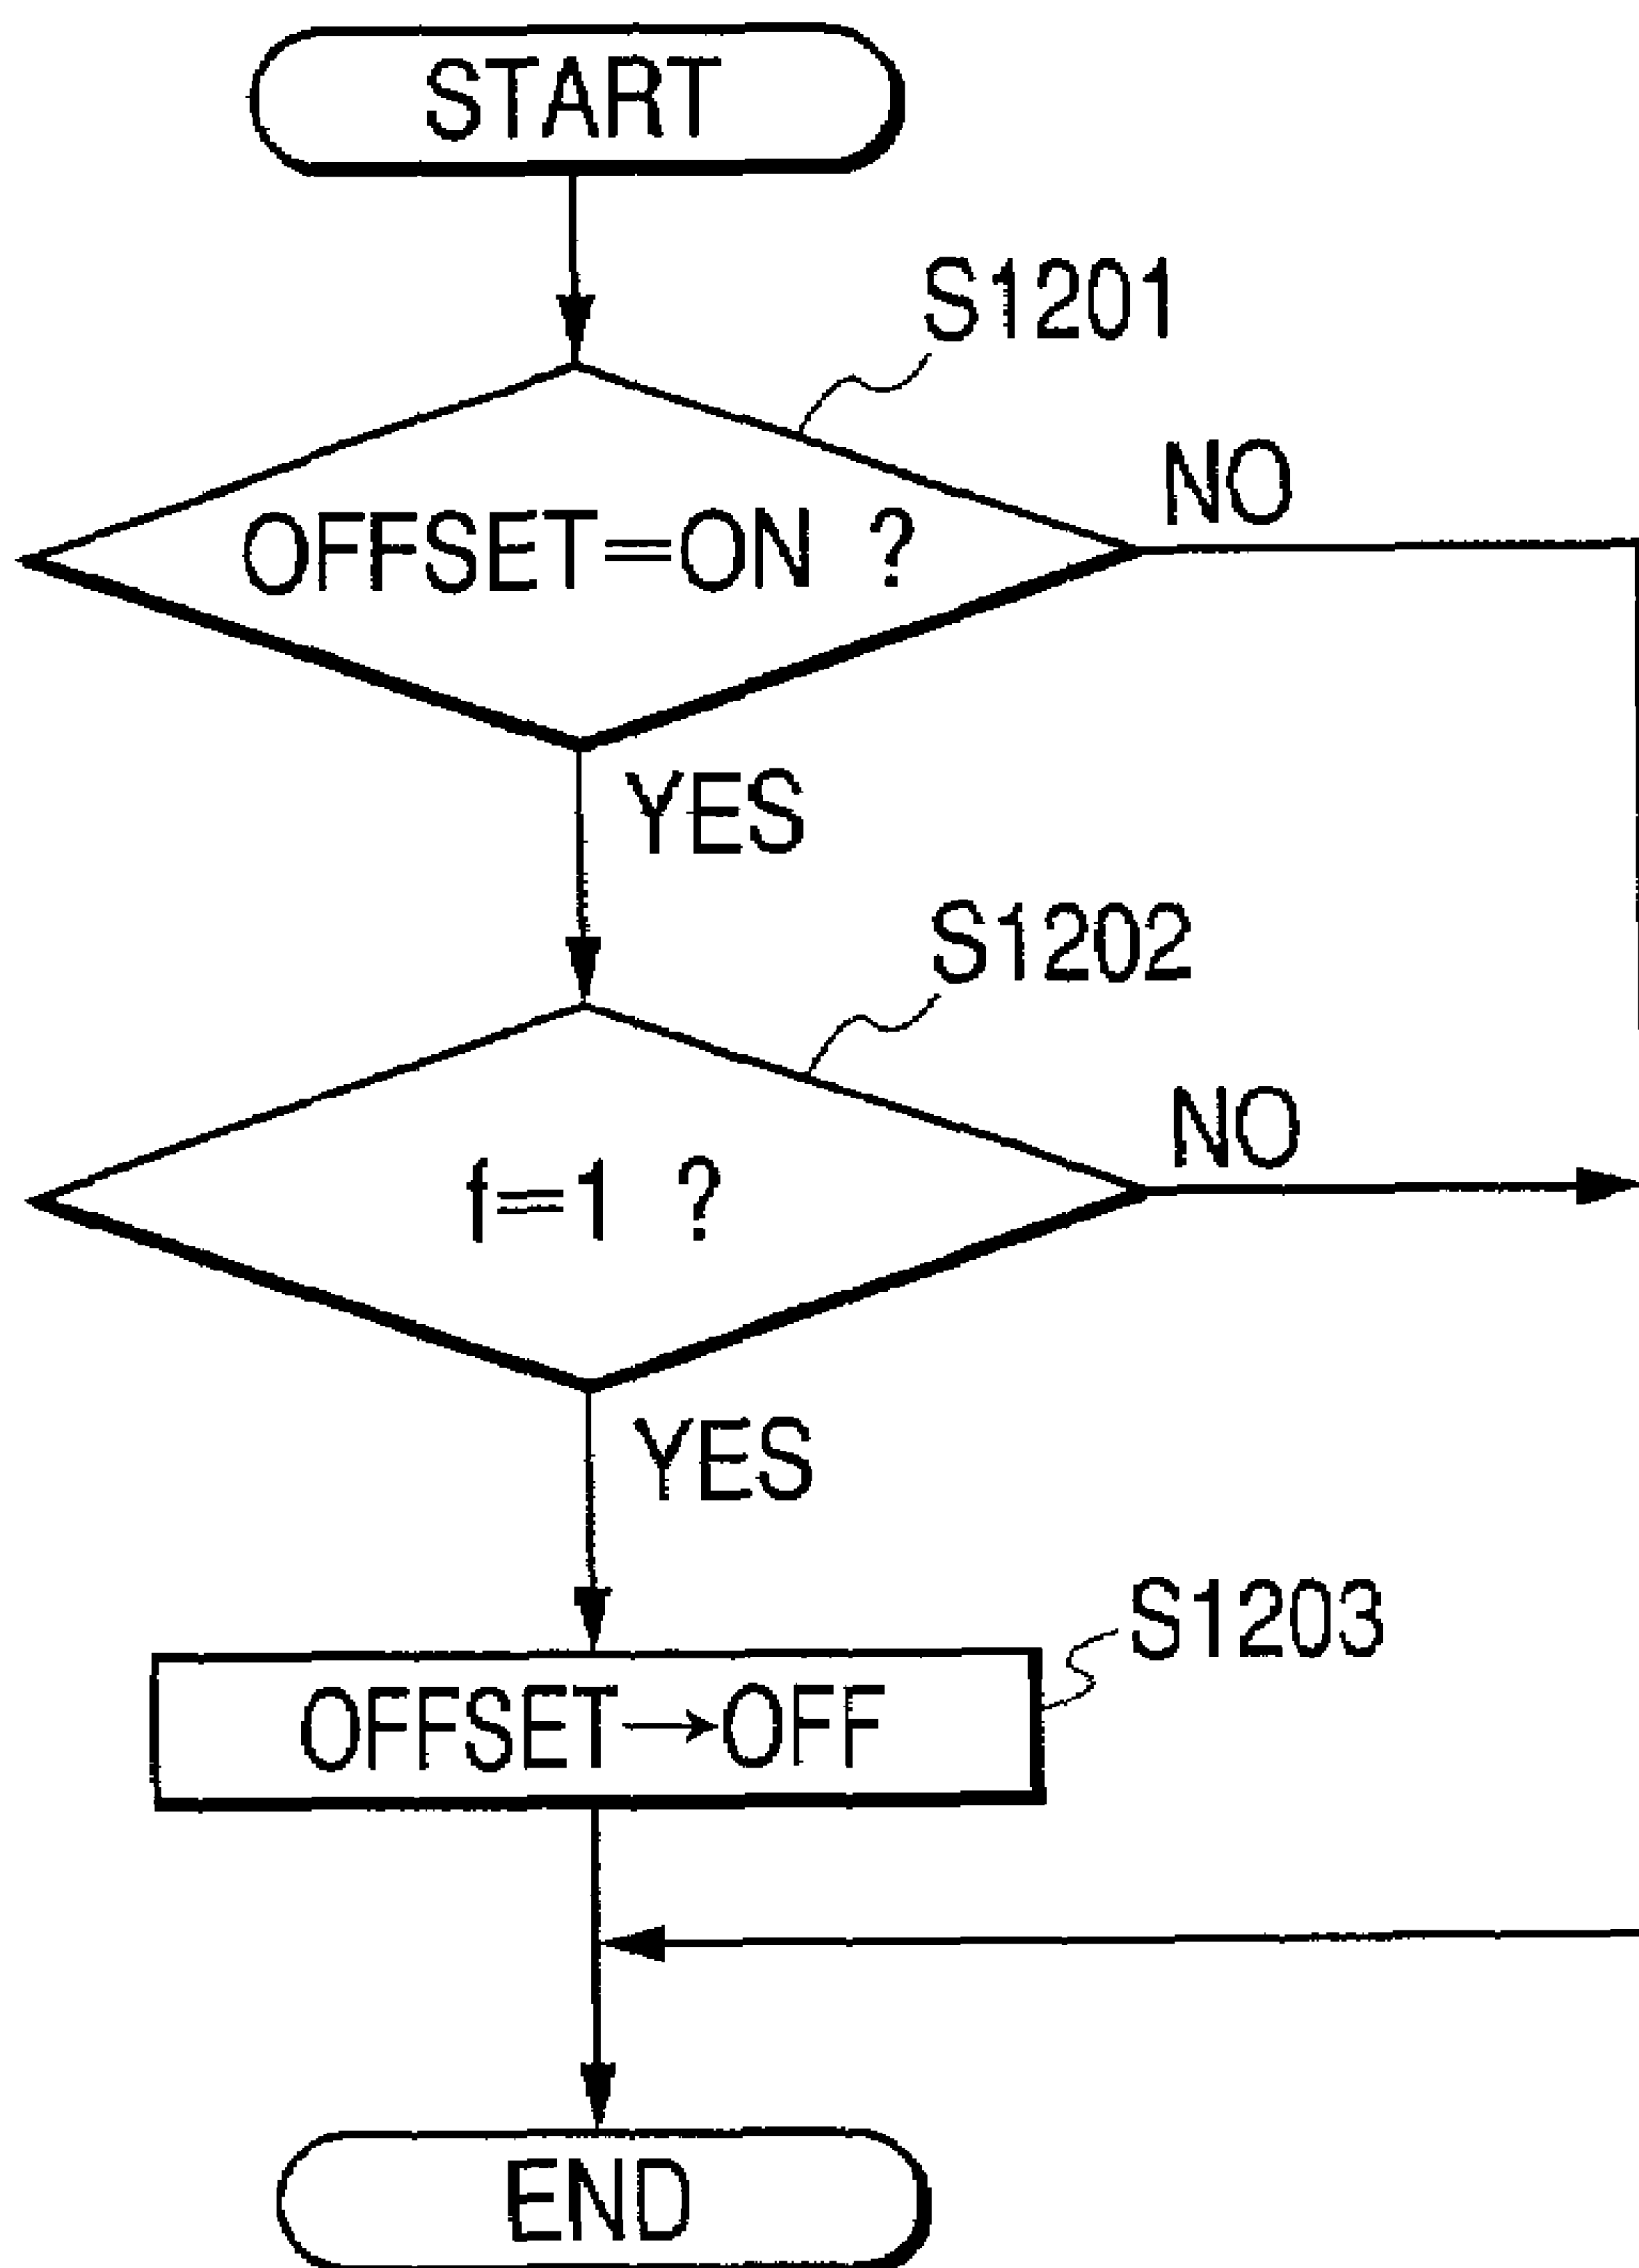 START
S1201
OFFSET=ON ?
NO
YES
S1202
f=1 ?
NO
YES
S1203
OFFSET→OFF
END